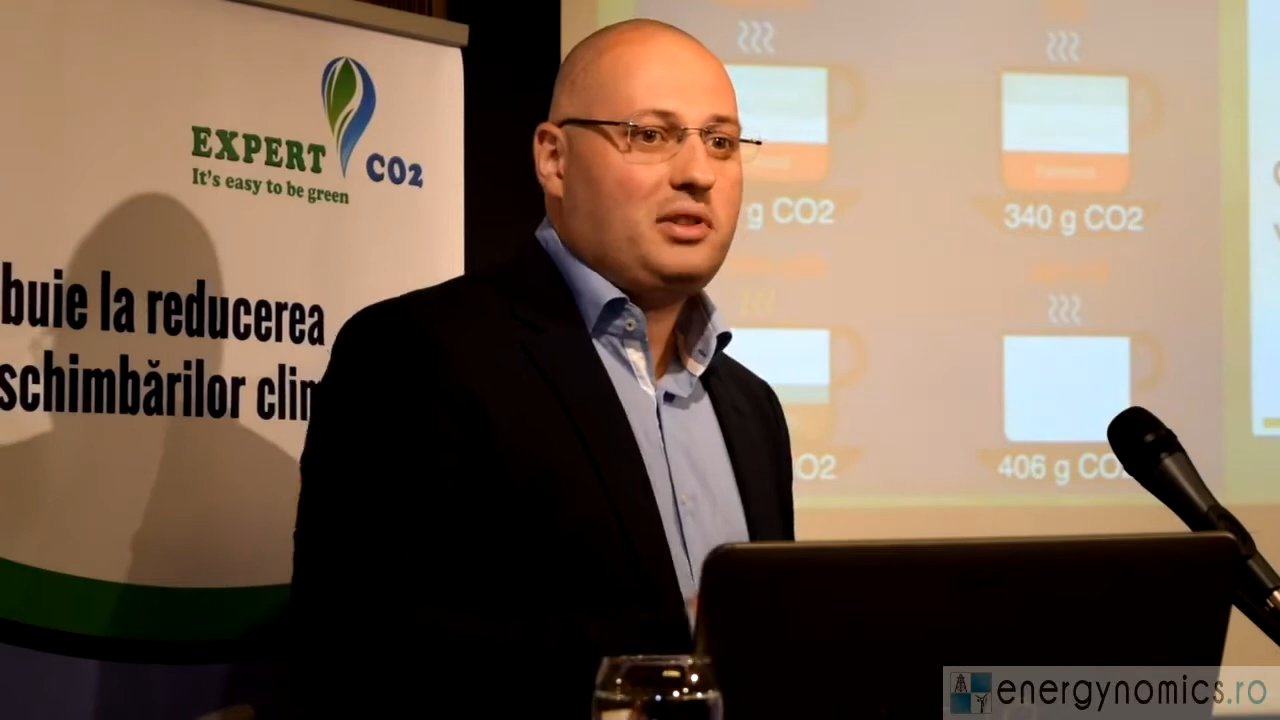 EXPERT CO2
It's easy to be green
buie la reducerea
schimbărilor clim
g CO2
340 g CO2
O2
406 g CO2
energynomics.ro